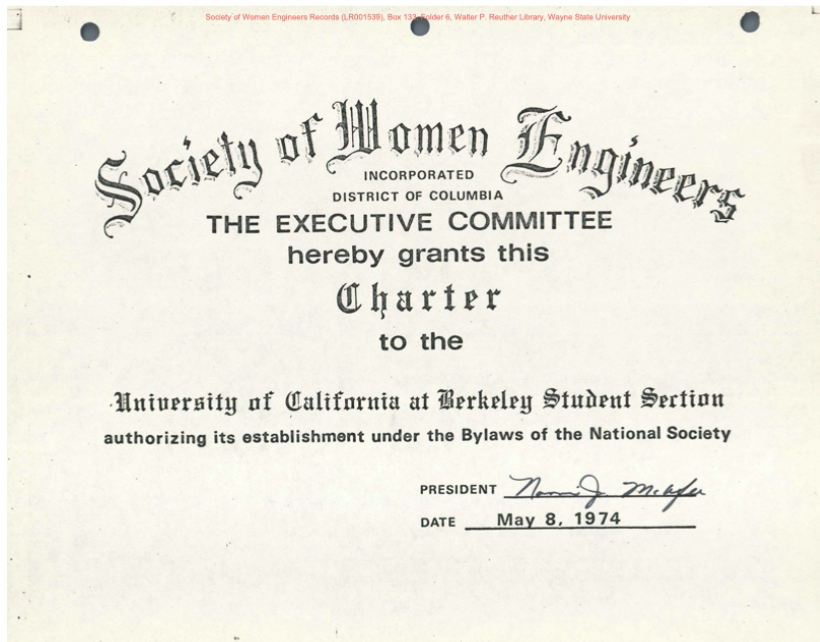 Society of Women Engineers Records (LR001539), Box 133, Folder 6, Walter P. Reuther Library, Wayne State University
Society of Women Engineers
INCORPORATED
DISTRICT OF COLUMBIA
THE EXECUTIVE COMMITTEE
hereby grants this
Charter
to the
University of California at Berkeley Student Section
authorizing its establishment under the Bylaws of the National Society
PRESIDENT
DATE May 8, 1974